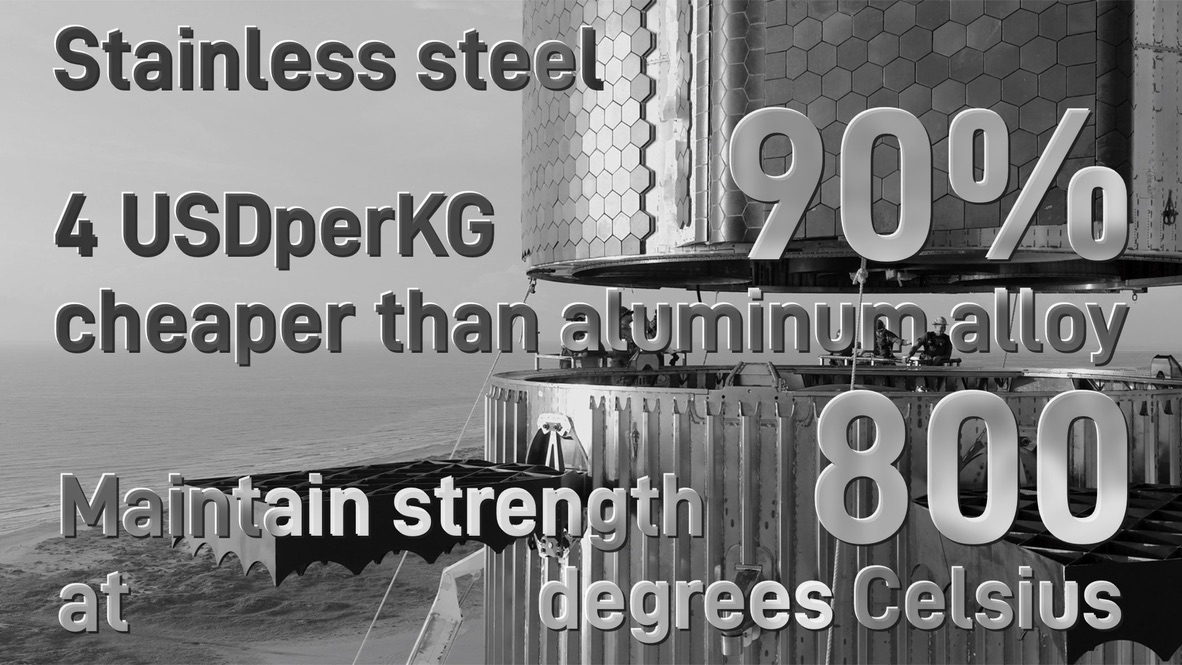 Stainless steel
90%
4 USDperKG
cheaper than aluminum alloy
800
Maintain strength
at degrees Celsius